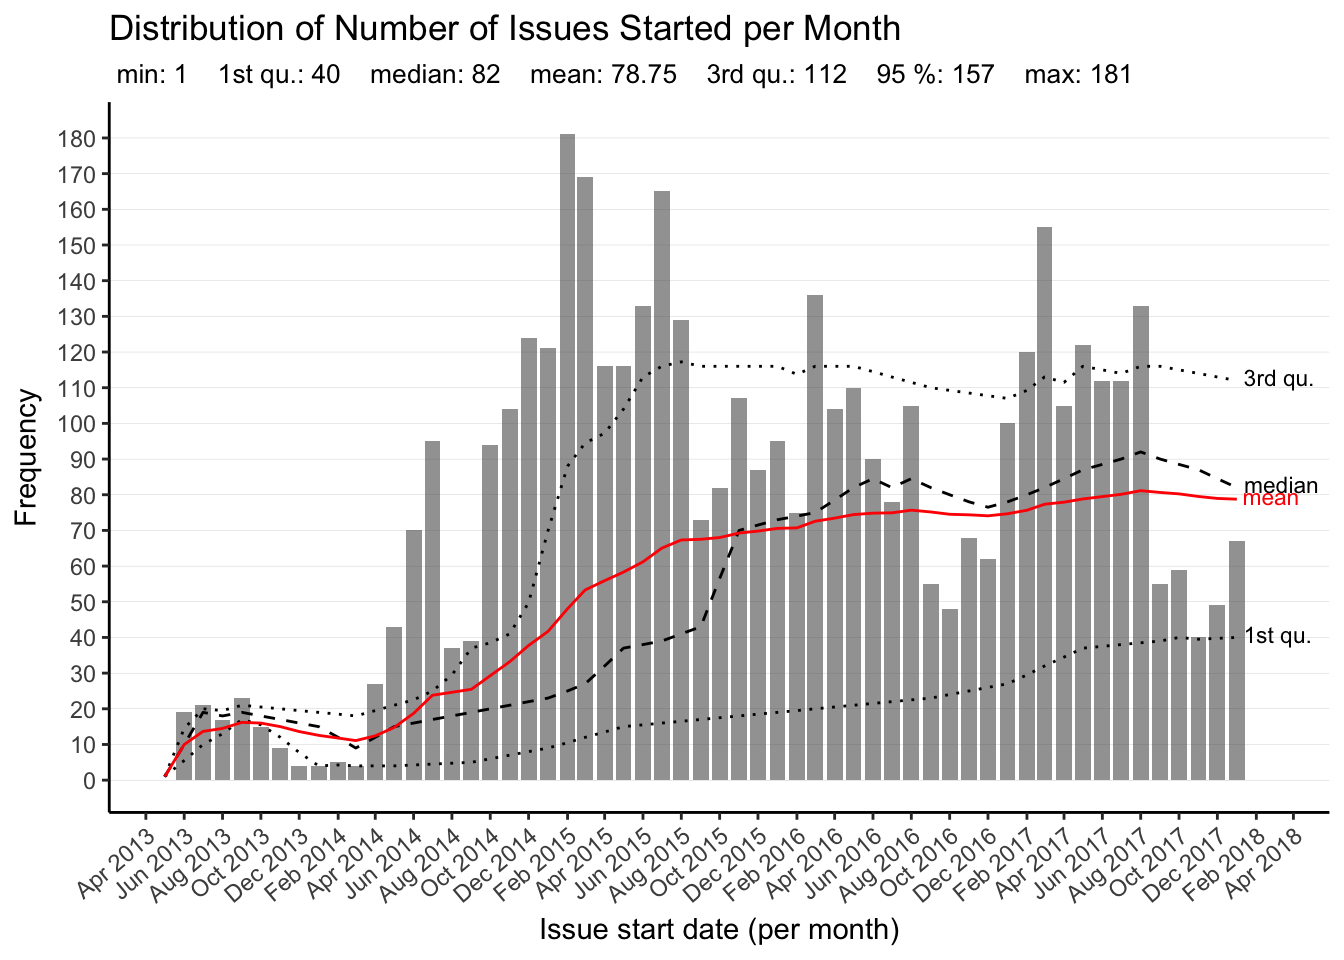 Distribution of Number of Issues Started per Month
min: 1 1st qu.: 40 median: 82 mean: 78.75 3rd qu.: 112 95 %: 157 max: 181
Frequency
180
170
160
150
140
130
120
110
100
90
80
70
60
50
40
30
20
10
0
3rd qu.
median
mean
1st qu.
Apr 2013
Jun 2013
Aug 2013
Oct 2013
Dec 2013
Feb 2014
Apr 2014
Jun 2014
Aug 2014
Oct 2014
Dec 2014
Feb 2015
Apr 2015
Jun 2015
Aug 2015
Oct 2015
Dec 2015
Feb 2016
Apr 2016
Jun 2016
Aug 2016
Oct 2016
Dec 2016
Feb 2017
Apr 2017
Jun 2017
Aug 2017
Oct 2017
Dec 2017
Feb 2018
Apr 2018
Issue start date (per month)